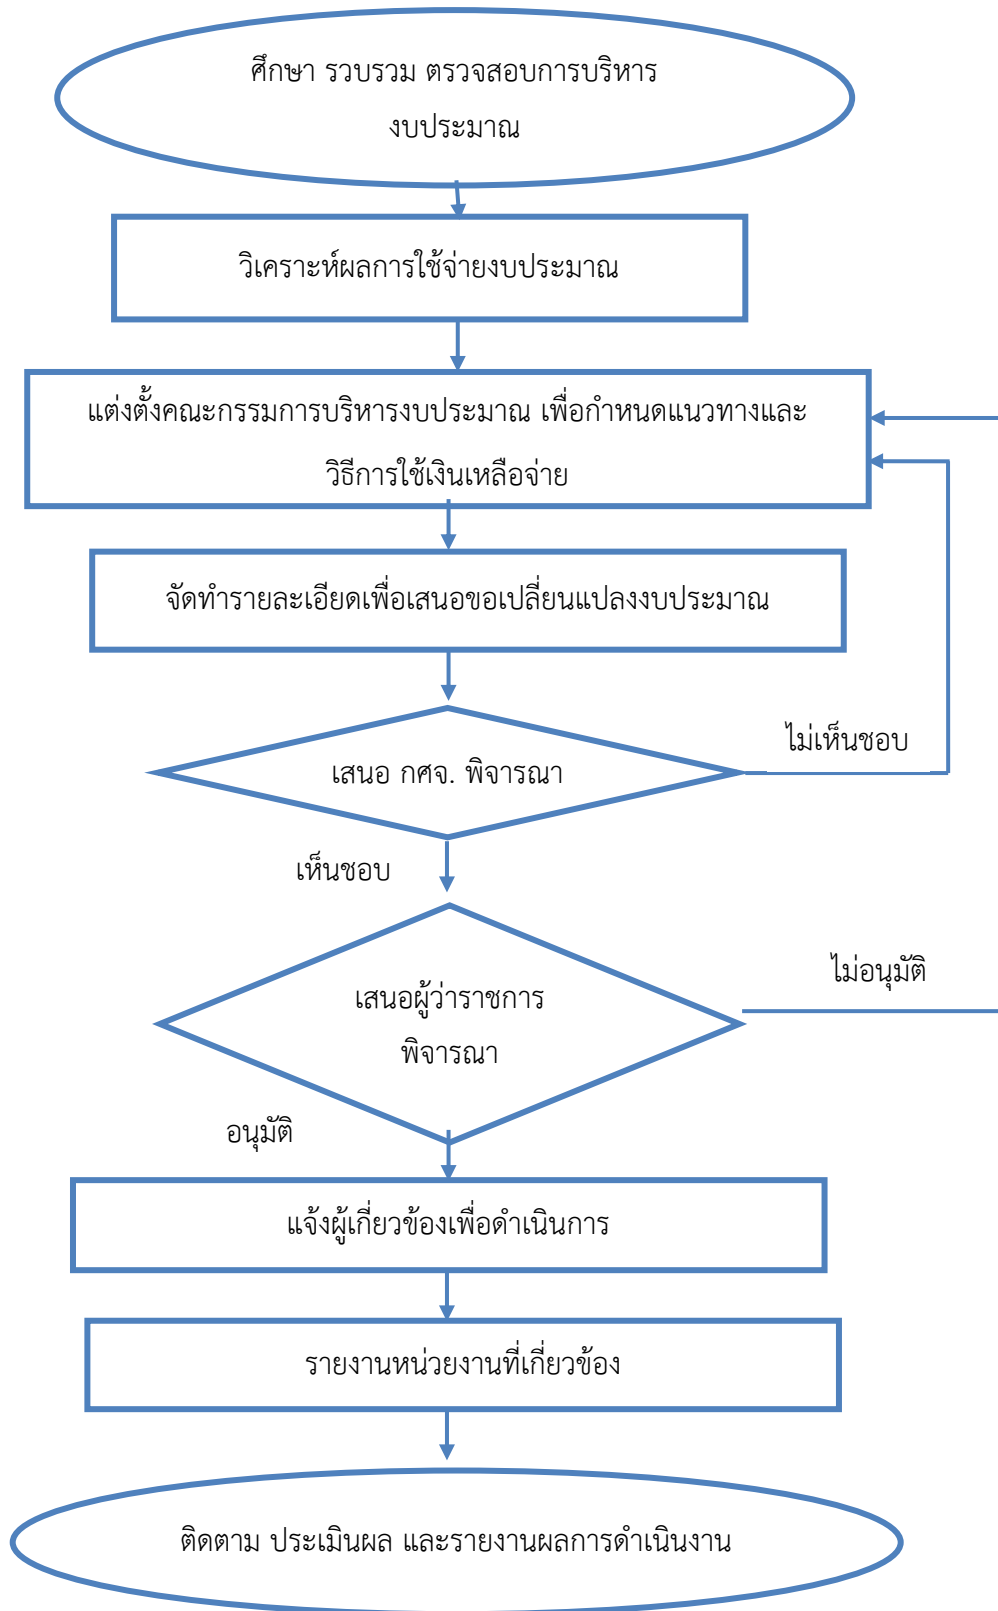 ศึกษา รวบรวม ตรวจสอบการบริหาร
งบประมาณ
วิเคราะห์ผลการใช้จ่ายงบประมาณ
แต่งตั้งคณะกรรมการบริหารงบประมาณ เพื่อกำหนดแนวทางและ
วิธีการใช้เงินเหลือจ่าย
จัดทำรายละเอียดเพื่อเสนอขอเปลี่ยนแปลงงบประมาณ
ไม่เห็นชอบ
เสนอ กศจ. พิจารณา
เห็นชอบ
ไม่อนุมัติ
เสนอผู้ว่าราชการ
พิจารณา
อนุมัติ
แจ้งผู้เกี่ยวข้องเพื่อดำเนินการ
รายงานหน่วยงานที่เกี่ยวข้อง
ติดตาม ประเมินผล และรายงานผลการดำเนินงาน